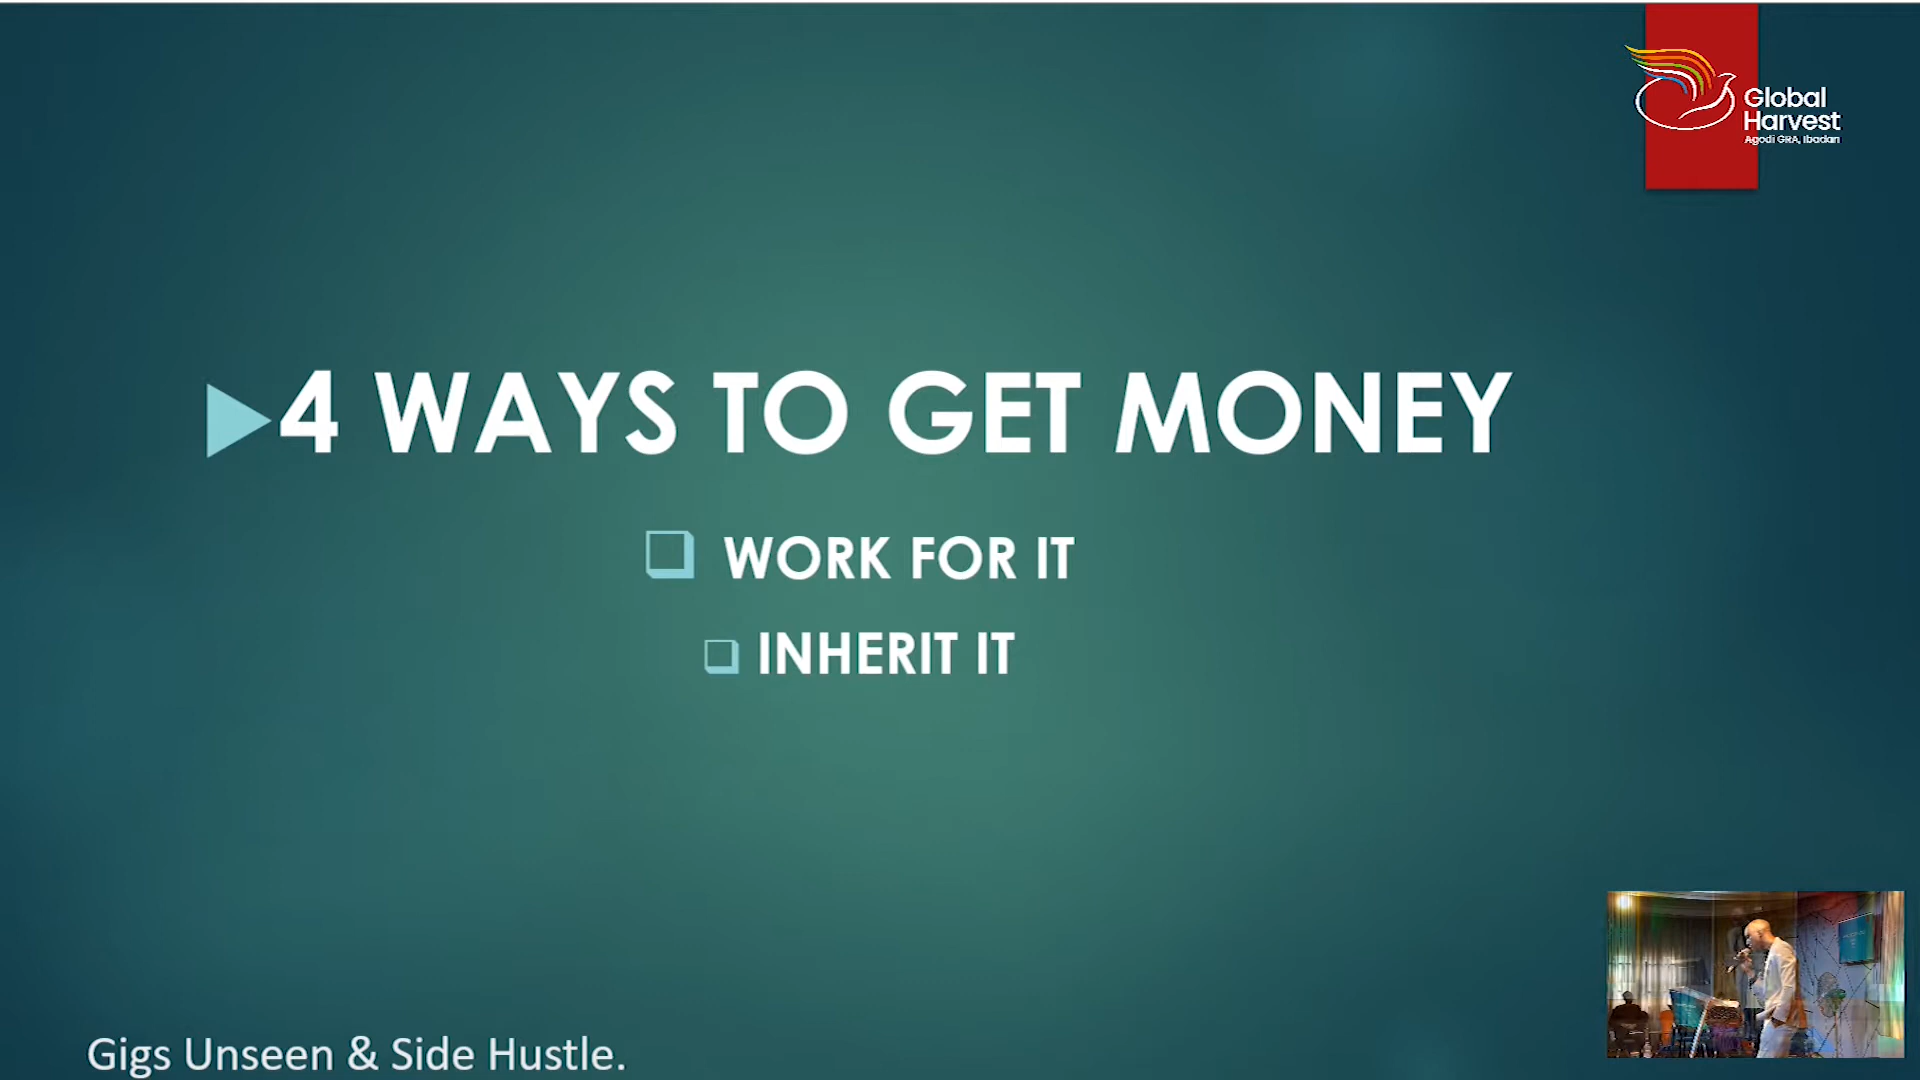 Global
Harvest
Agodi GRA, Ibadan
4 WAYS TO GET MONEY
WORK FOR IT
INHERIT IT
Gigs Unseen & Side Hustle.